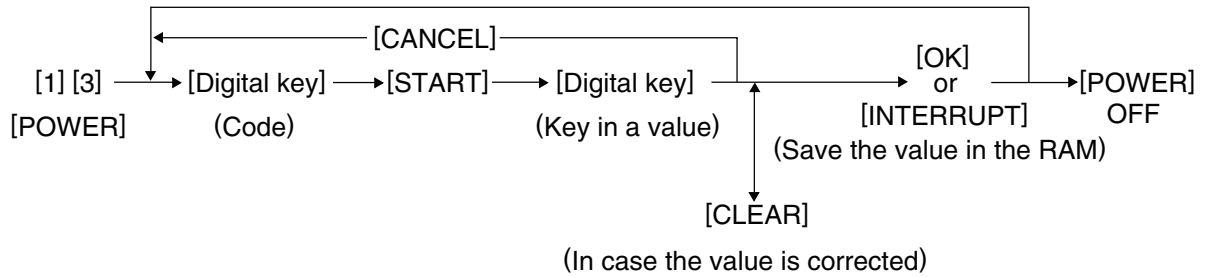 [CANCEL]
[1] [3] [Digital key] [START] [Digital key] [OK] or [INTERRUPT] [POWER] OFF
[POWER] (Code) (Key in a value)
(Save the value in the RAM)
[CLEAR]
(In case the value is corrected)